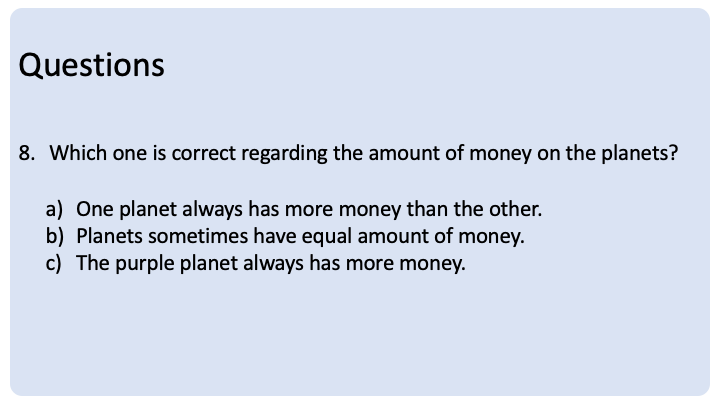 Questions
8. Which one is correct regarding the amount of money on the planets?
a) One planet always has more money than the other.
b) Planets sometimes have equal amount of money.
c) The purple planet always has more money.